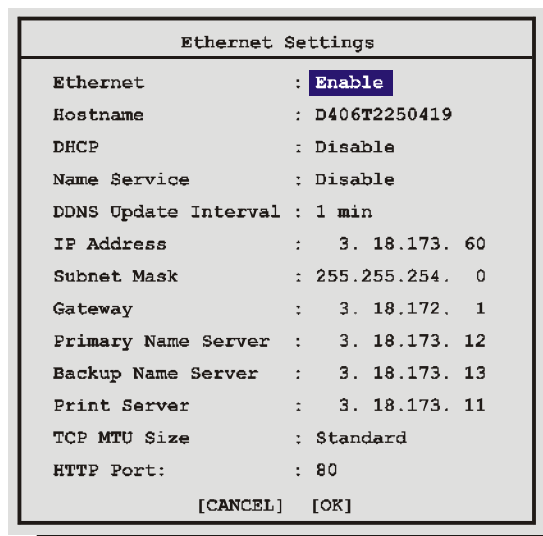 Ethernet Settings
Ethernet : Enable
Hostname : D406T2250419
DHCP : Disable
Name Service : Disable
DDNS Update Interval : 1 min
IP Address : 3. 18.173. 60
Subnet Mask : 255.255.254. 0
Gateway : 3. 18.172. 1
Primary Name Server : 3. 18.173. 12
Backup Name Server : 3. 18.173. 13
Print Server : 3. 18.173. 11
TCP MTU Size : Standard
HTTP Port: : 80
[CANCEL] [OK]